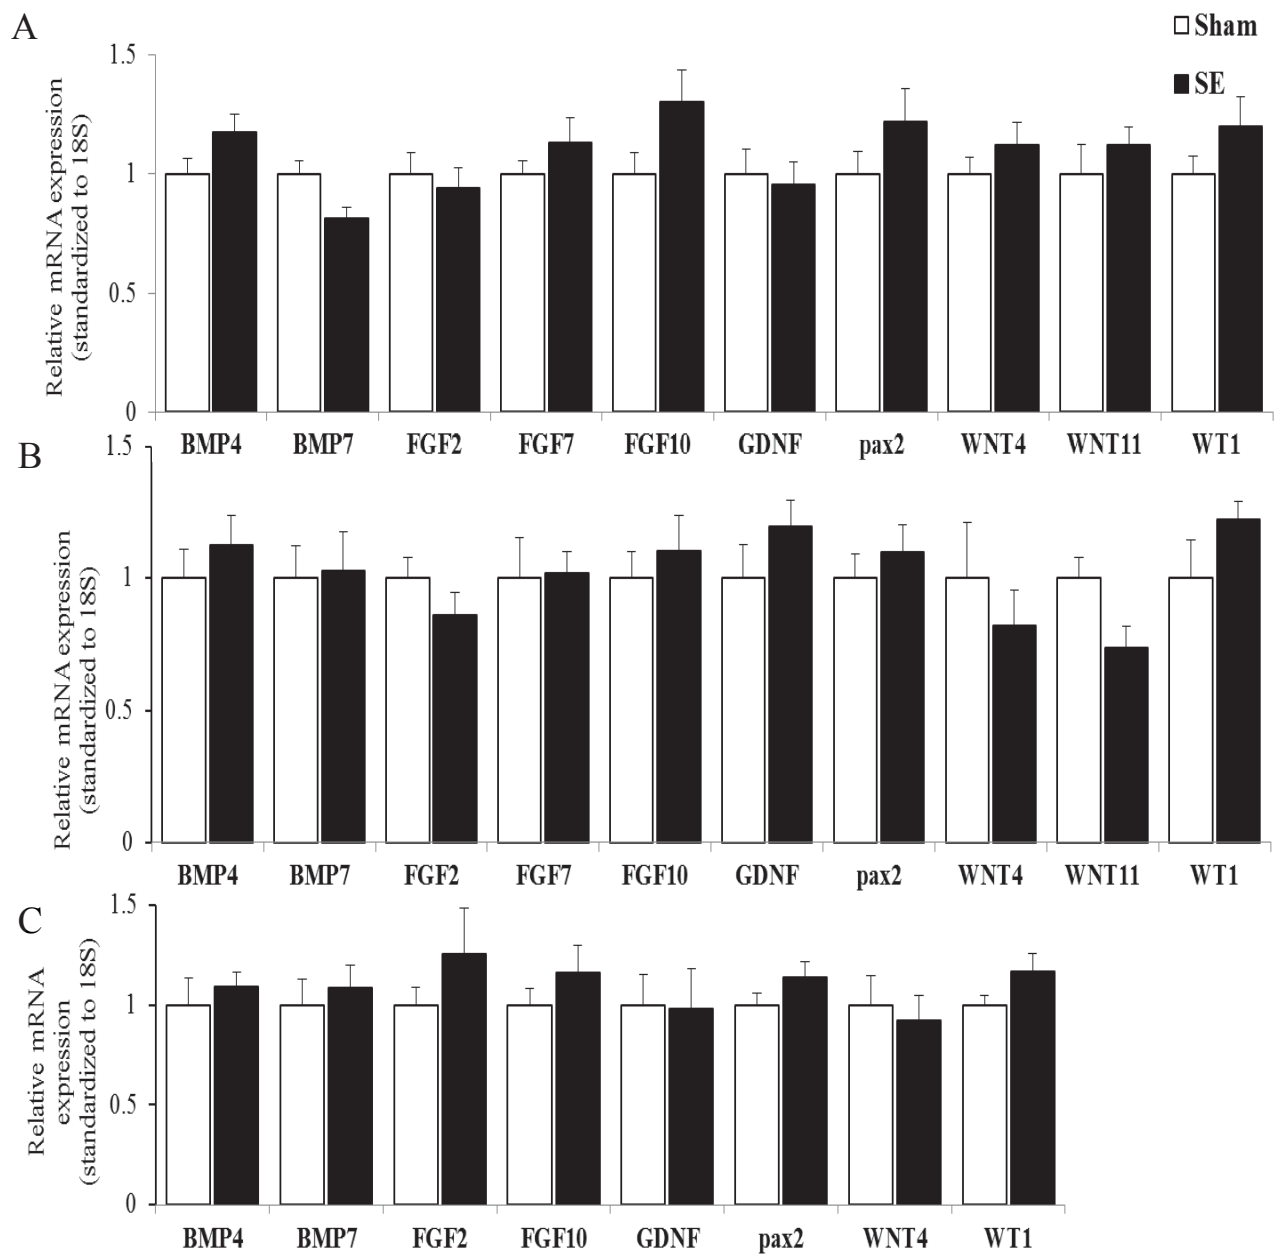 A
Sham
SE
Relative mRNA expression
(standardized to 18S)
1.5
1
0.5
0
BMP4 BMP7 FGF2 FGF7 FGF10 GDNF pax2 WNT4 WNT11 WT1
B
Relative mRNA expression
(standardized to 18S)
1.5
1
0.5
0
BMP4 BMP7 FGF2 FGF7 FGF10 GDNF pax2 WNT4 WNT11 WT1
C
Relative mRNA
expression
(standardized to 18S)
1.5
1
0.5
0
BMP4 BMP7 FGF2 FGF10 GDNF pax2 WNT4 WT1